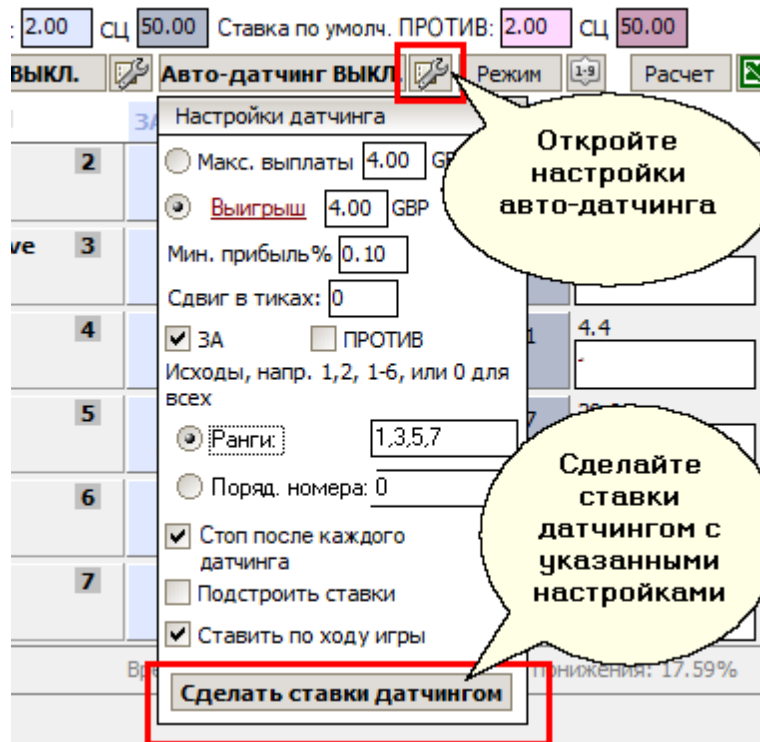 : 2.00 СЦ 50.00 Ставка по умолч. ПРОТИВ: 2.00 СЦ 50.00
ВЫКЛ. Авто-датчинг ВЫКЛ. Режим 1-9 Расчет
ЗА
Настройки датчинга
Макс. выплаты 4.00
Выигрыш 4.00 GBP
Мин. прибыль% 0.10
Сдвиг в тиках: 0
ЗА ПРОТИВ
Исходы, напр. 1,2, 1-6, или 0 для
всех
Ранги: 1,3,5,7
Поряд. номера: 0
Стоп после каждого
датчинга
Подстроить ставки
Ставить по ходу игры
Сделать ставки датчингом
2
ve 3
4
5
6
7
1 4.4
-
7
понижения: 17.59%
Откройте
настройки
авто-датчинга
Сделайте
ставки
датчингом с
указанными
настройками